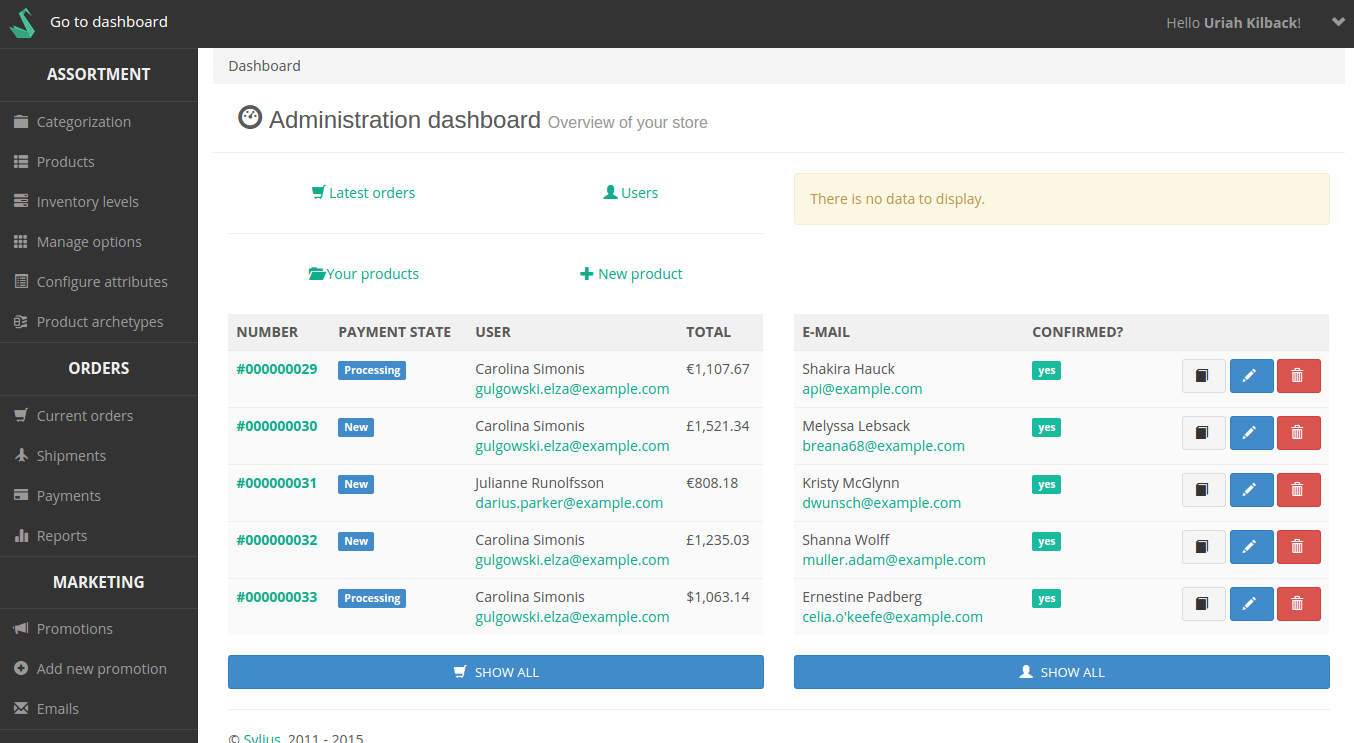 Go to dashboard
Hello Uriah Kilback!
ASSORTMENT
Categorization
Products
Inventory levels
Manage options
Configure attributes
Product archetypes
ORDERS
Current orders
Shipments
Payments
Reports
MARKETING
Promotions
Add new promotion
Emails
Dashboard
Administration dashboard Overview of your store
Latest orders
Users
Your products
New product
There is no data to display.
NUMBER PAYMENT STATE USER TOTAL
#000000029 Processing Carolina Simonis €1,107.67
gulgowski.elza@example.com
#000000030 New Carolina Simonis £1,521.34
gulgowski.elza@example.com
#000000031 New Julianne Runolfsson €808.18
darius.parker@example.com
#000000032 New Carolina Simonis £1,235.03
gulgowski.elza@example.com
#000000033 Processing Carolina Simonis $1,063.14
gulgowski.elza@example.com
SHOW ALL
E-MAIL CONFIRMED?
Shakira Hauck yes
api@example.com
Melyssa Lebsack yes
breana68@example.com
Kristy McGlynn yes
dwunsch@example.com
Shanna Wolff yes
muller.adam@example.com
Ernestine Padberg yes
celia.o'keefe@example.com
SHOW ALL
© Sylius, 2011 - 2015